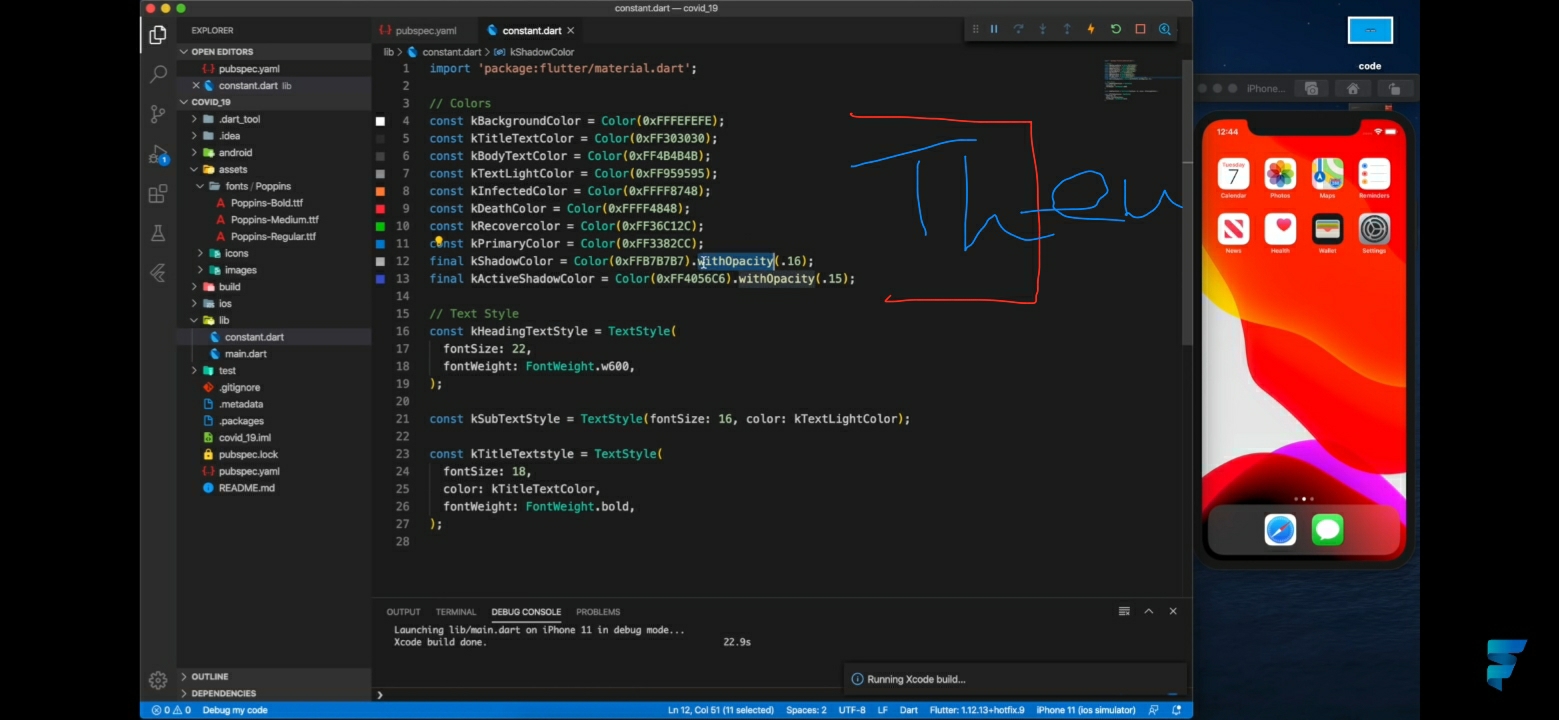 constant.dart — covid_19
code
EXPLORER
OPEN EDITORS
pubspec.yaml
constant.dart lib
COVID_19
.dart_tool
.idea
android
assets
fonts / Poppins
Poppins-Bold.ttf
Poppins-Medium.ttf
Poppins-Regular.ttf
icons
images
build
ios
lib
constant.dart
main.dart
test
.gitignore
.metadata
.packages
covid_19.iml
pubspec.lock
pubspec.yaml
README.md
OUTLINE
DEPENDENCIES
1
pubspec.yaml
constant.dart
lib > constant.dart > kShadowColor
1 import 'package:flutter/material.dart';
2
3 // Colors
4 const kBackgroundColor = Color(0xFFFEFEFE);
5 const kTitleTextColor = Color(0xFF303030);
6 const kBodyTextColor = Color(0xFF4B4B4B);
7 const kTextLightColor = Color(0xFF959595);
8 const kInfectedColor = Color(0xFFFF8748);
9 const kDeathColor = Color(0xFFFF4848);
10 const kRecovercolor = Color(0xFF36C12C);
11 const kPrimaryColor = Color(0xFF3382CC);
12 final kShadowColor = Color(0xFFB7B7B7).withOpacity(.16);
13 final kActiveShadowColor = Color(0xFF4056C6).withOpacity(.15);
14
15 // Text Style
16 const kHeadingTextStyle = TextStyle(
17 fontSize: 22,
18 fontWeight: FontWeight.w600,
19 );
20
21 const kSubTextStyle = TextStyle(fontSize: 16, color: kTextLightColor);
22
23 const kTitleTextstyle = TextStyle(
24 fontSize: 18,
25 color: kTitleTextColor,
26 fontWeight: FontWeight.bold,
27 );
28
OUTPUT TERMINAL DEBUG CONSOLE PROBLEMS
Launching lib/main.dart on iPhone 11 in debug mode...
Xcode build done. 22.9s
Running Xcode build...
0 0 Debug my code
Ln 12, Col 51 (11 selected) Spaces: 2 UTF-8 LF Dart Flutter: 1.12.13+hotfix.9 iPhone 11 (ios simulator)
iPhone...
12:44
Tuesday
7
Calendar Photos Maps Reminders
News Health Wallet Settings